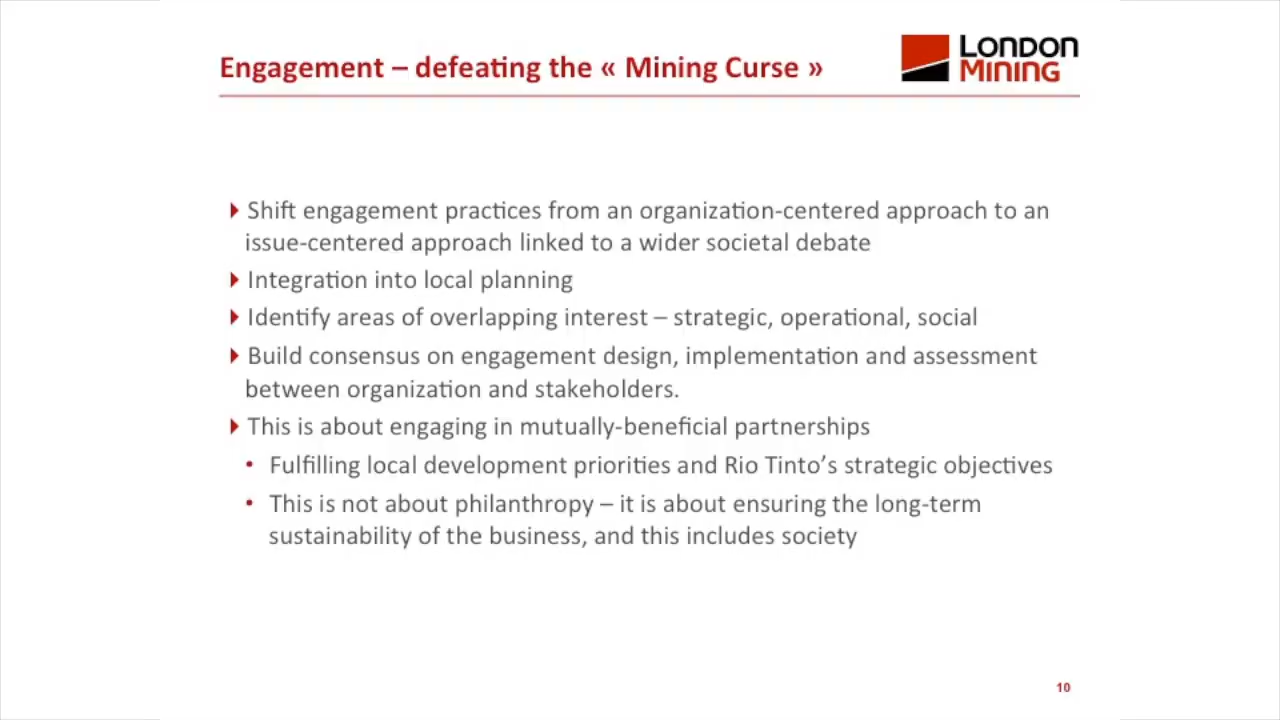 Engagement – defeating the « Mining Curse »
LONDON
MINING
Shift engagement practices from an organization-centered approach to an
issue-centered approach linked to a wider societal debate
Integration into local planning
Identify areas of overlapping interest – strategic, operational, social
Build consensus on engagement design, implementation and assessment
between organization and stakeholders.
This is about engaging in mutually-beneficial partnerships
• Fulfilling local development priorities and Rio Tinto’s strategic objectives
• This is not about philanthropy – it is about ensuring the long-term
sustainability of the business, and this includes society
10